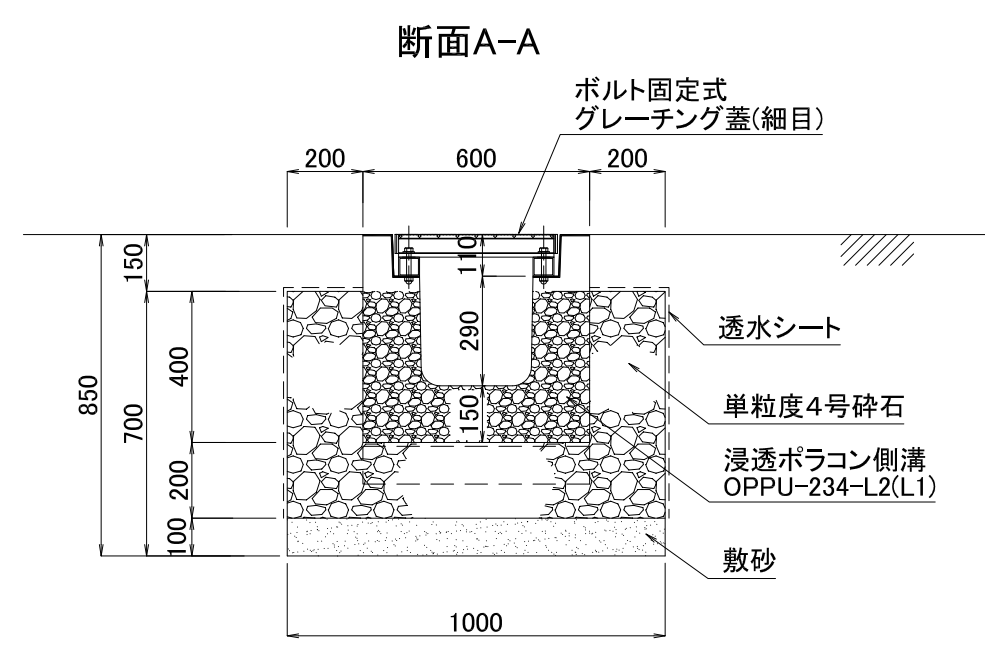 断面A-A
ボルト固定式
グレーチング蓋(細目)
200
600
200
150
110
290
150
400
200
100
700
850
透水シート
単粒度4号砕石
浸透ポラコン側溝
OPPU-234-L2(L1)
敷砂
1000